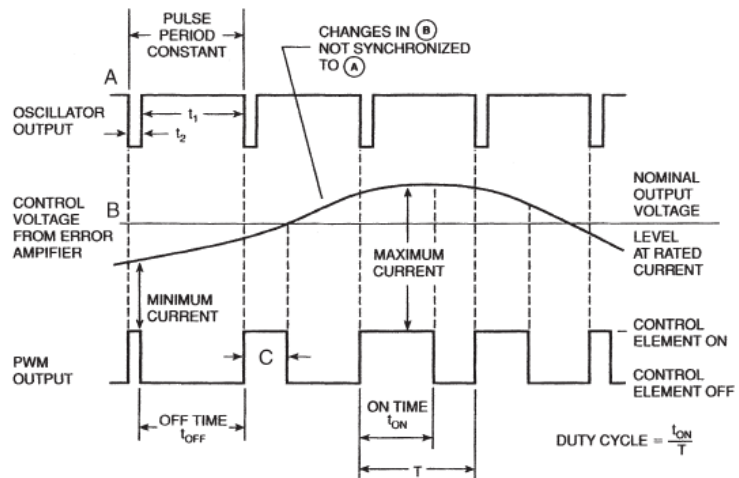 PULSE
PERIOD
CONSTANT
CHANGES IN B
NOT SYNCHRONIZED
TO A
A
OSCILLATOR
OUTPUT
t1
t2
CONTROL
VOLTAGE
FROM ERROR
AMPIFIER
B
NOMINAL
OUTPUT
VOLTAGE
LEVEL
AT RATED
CURRENT
MAXIMUM
CURRENT
MINIMUM
CURRENT
PWM
OUTPUT
C
CONTROL
ELEMENT ON
CONTROL
ELEMENT OFF
OFF TIME
tOFF
ON TIME
tON
T
DUTY CYCLE = tON/T